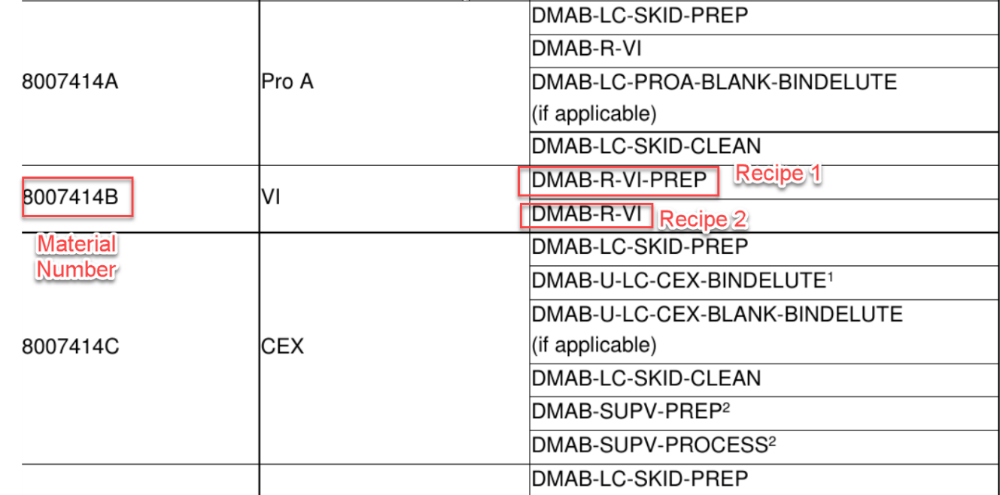 DMAB-LC-SKID-PREP
DMAB-R-VI
8007414A
Pro A
DMAB-LC-PROA-BLANK-BINDELUTE
(if applicable)
DMAB-LC-SKID-CLEAN
DMAB-R-VI-PREP
Recipe 1
8007414B
VI
DMAB-R-VI
Recipe 2
Material
Number
DMAB-LC-SKID-PREP
DMAB-U-LC-CEX-BINDELUTE¹
DMAB-U-LC-CEX-BLANK-BINDELUTE
(if applicable)
8007414C
CEX
DMAB-LC-SKID-CLEAN
DMAB-SUPV-PREP²
DMAB-SUPV-PROCESS²
DMAB-LC-SKID-PREP